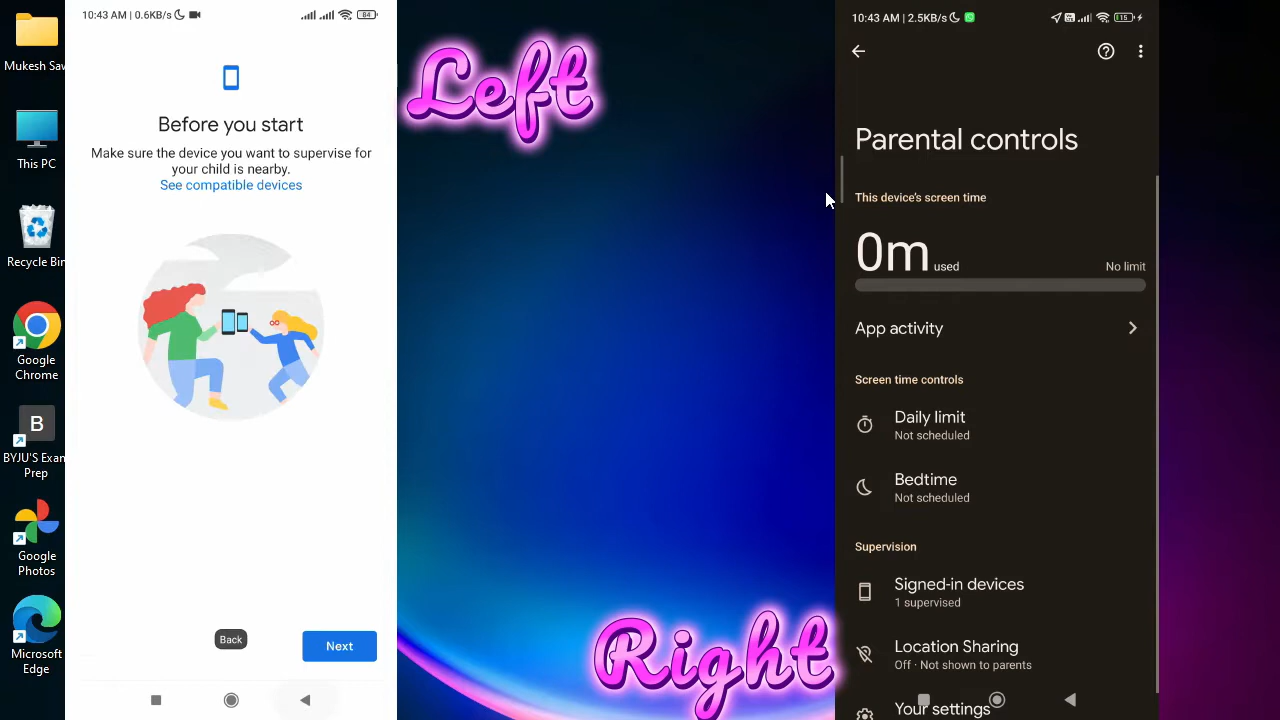 Mukesh Sav
This PC
Recycle Bin
Google
Chrome
B
BYJU'S Exan
Prep
Google
Photos
Microsoft
Edge
10:43 AM | 0.6KB/s
84
Before you start
Make sure the device you want to supervise for
your child is nearby.
See compatible devices
Back
Next
Left
Right
10:43 AM | 2.5KB/s
15
Parental controls
This device's screen time
0m used
No limit
App activity
Screen time controls
Daily limit
Not scheduled
Bedtime
Not scheduled
Supervision
Signed-in devices
1 supervised
Location Sharing
Off · Not shown to parents
Your settings